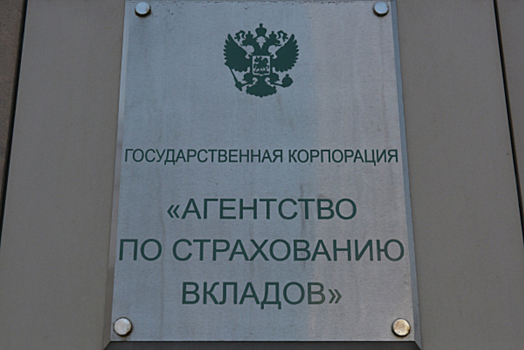 ГОСУДАРСТВЕННАЯ КОРПОРАЦИЯ
«АГЕНТСТВО
ПО СТРАХОВАНИЮ
ВКЛАДОВ»